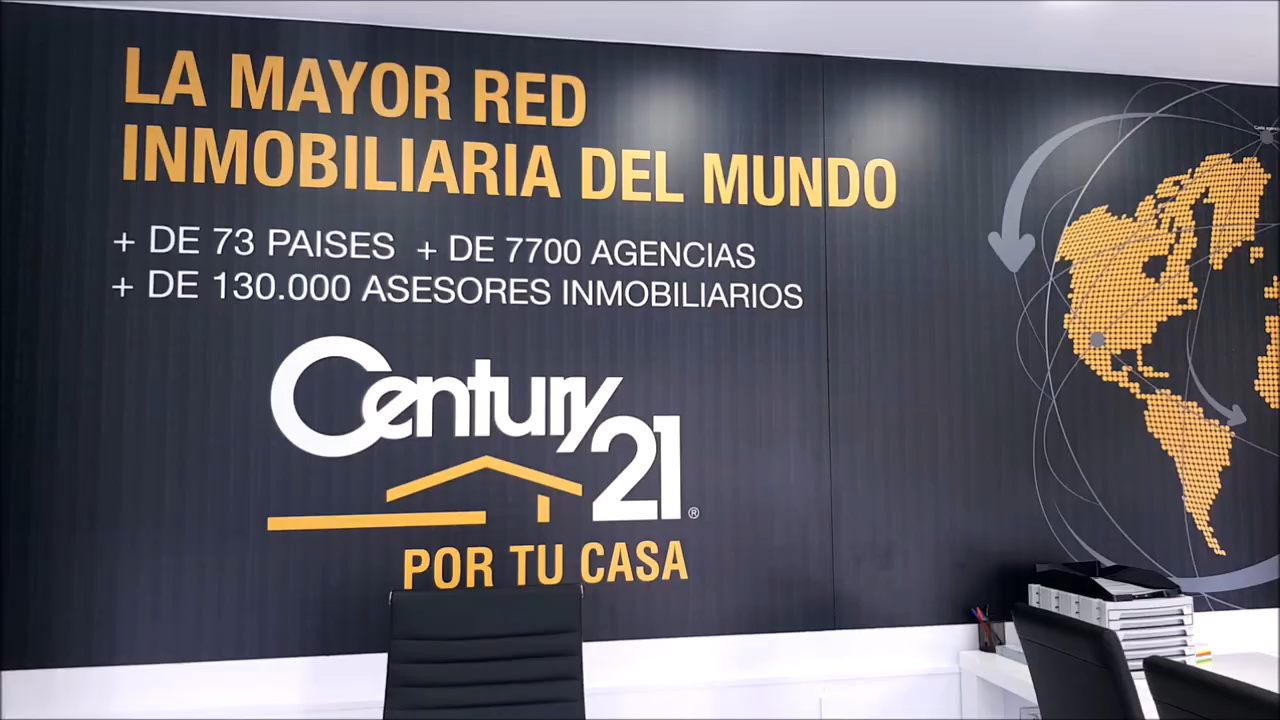 LA MAYOR RED
INMOBILIARIA DEL MUNDO
+ DE 73 PAISES + DE 7700 AGENCIAS
+ DE 130.000 ASESORES INMOBILIARIOS
Century
21®
POR TU CASA